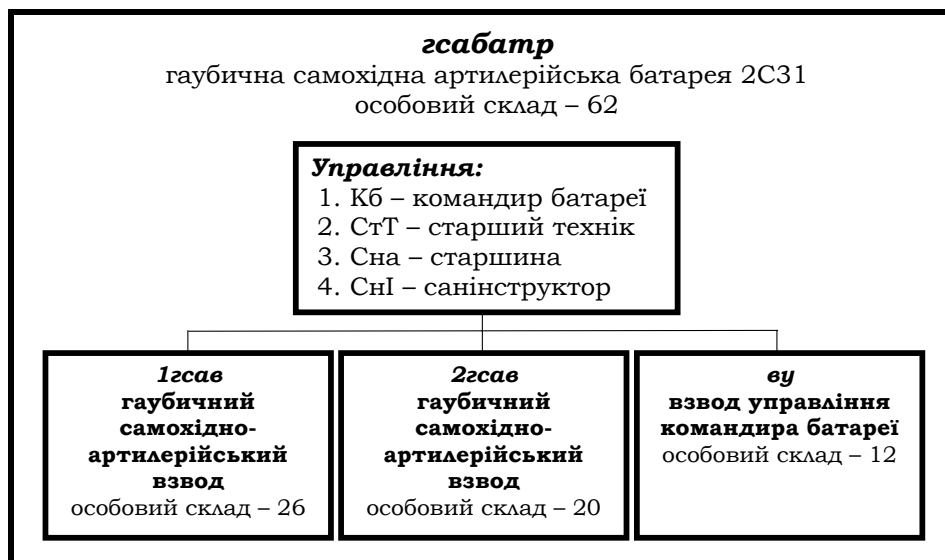 гсабатр
гаубична самохідна артилерійська батарея 2С31
особовий склад – 62
Управління:
1. Кб – командир батареї
2. СтТ – старший технік
3. Сна – старшина
4. СнІ – санінструктор
1гсав
гаубичний
самохідно-
артилерійський
взвод
особовий склад – 26
2гсав
гаубичний
самохідно-
артилерійський
взвод
особовий склад – 20
ву
взвод управління
командира батареї
особовий склад – 12